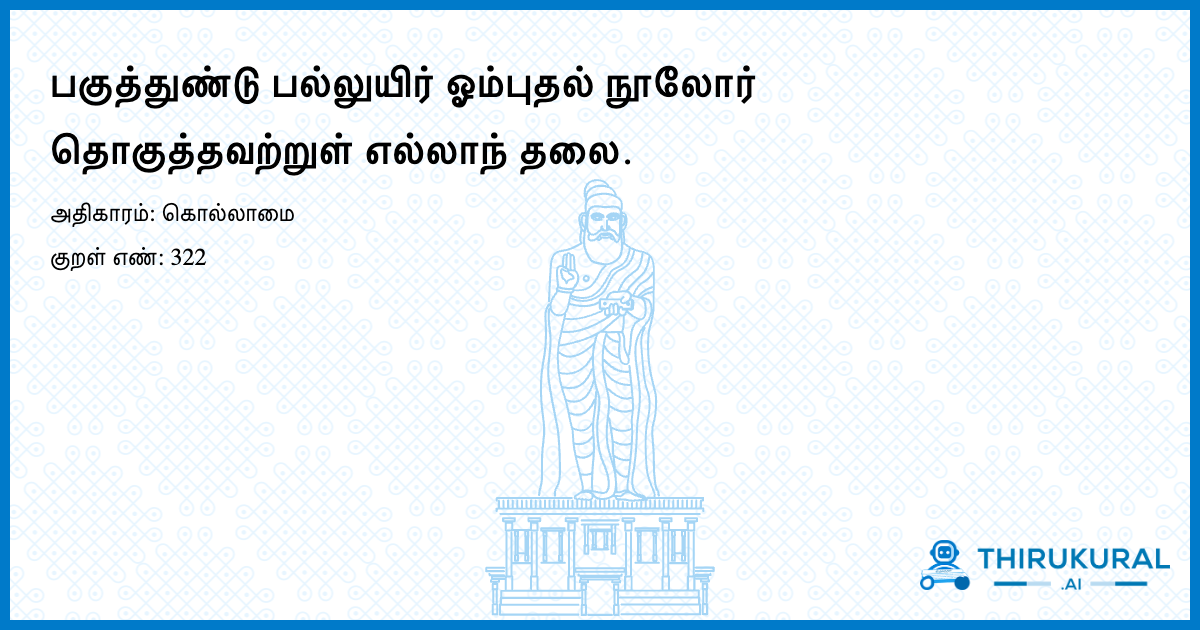 பகுத்துண்டு பல்லுயிர் ஓம்புதல் நூலோர்
தொகுத்தவற்றுள் எல்லாந் தலை.
அதிகாரம்: கொல்லாமை
குறள் எண்: 322
THIRUKURAL
.AI